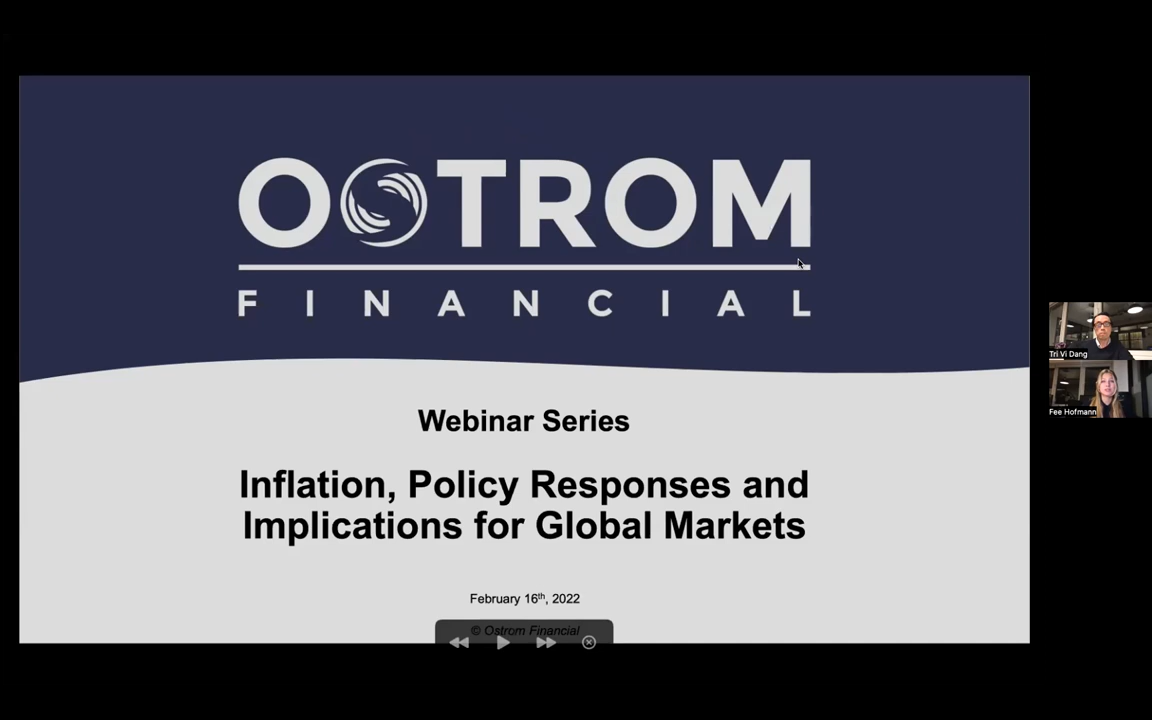 OSTROM
FINANCIAL
Webinar Series
Inflation, Policy Responses and
Implications for Global Markets
February 16th, 2022
© Ostrom Financial
Tri Vi Dang
Fee Hofmann